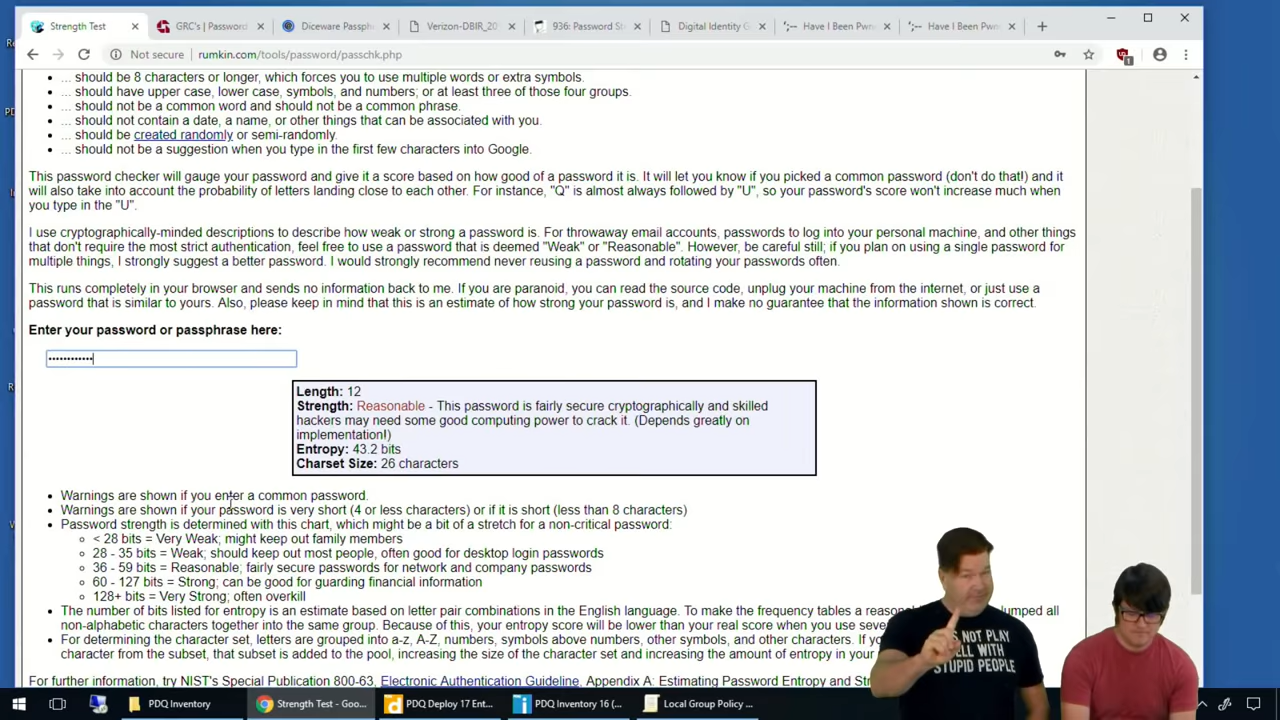 Strength Test
GRC's | Password
Diceware Passph
Verizon-DBIR_20
936: Password St
Digital Identity G
Have I Been Pwn
Have I Been Pwn
Not secure | rumkin.com/tools/password/passchk.php
... should be 8 characters or longer, which forces you to use multiple words or extra symbols.
... should have upper case, lower case, symbols, and numbers; or at least three of those four groups.
... should not be a common word and should not be a common phrase.
... should not contain a date, a name, or other things that can be associated with you.
... should be created randomly or semi-randomly.
... should not be a suggestion when you type in the first few characters into Google.
This password checker will gauge your password and give it a score based on how good of a password it is. It will let you know if you picked a common password (don't do that!) and it
will also take into account the probability of letters landing close to each other. For instance, "Q" is almost always followed by "U", so your password's score won't increase much when
you type in the "U".
I use cryptographically-minded descriptions to describe how weak or strong a password is. For throwaway email accounts, passwords to log into your personal machine, and other things
that don't require the most strict authentication, feel free to use a password that is deemed "Weak" or "Reasonable". However, be careful still; if you plan on using a single password for
multiple things, I strongly suggest a better password. I would strongly recommend never reusing a password and rotating your passwords often.
This runs completely in your browser and sends no information back to me. If you are paranoid, you can read the source code, unplug your machine from the internet, or just use a
password that is similar to yours. Also, please keep in mind that this is an estimate of how strong your password is, and I make no guarantee that the information shown is correct.
Enter your password or passphrase here:
••••••••••••
Length: 12
Strength: Reasonable - This password is fairly secure cryptographically and skilled
hackers may need some good computing power to crack it. (Depends greatly on
implementation!)
Entropy: 43.2 bits
Charset Size: 26 characters
Warnings are shown if you enter a common password.
Warnings are shown if your password is very short (4 or less characters) or if it is short (less than 8 characters)
Password strength is determined with this chart, which might be a bit of a stretch for a non-critical password:
< 28 bits = Very Weak; might keep out family members
28 - 35 bits = Weak; should keep out most people, often good for desktop login passwords
36 - 59 bits = Reasonable; fairly secure passwords for network and company passwords
60 - 127 bits = Strong; can be good for guarding financial information
128+ bits = Very Strong; often overkill
The number of bits listed for entropy is an estimate based on letter pair combinations in the English language. To make the frequency tables a reason lumped all
non-alphabetic characters together into the same group. Because of this, your entropy score will be lower than your real score when you use seve
For determining the character set, letters are grouped into a-z, A-Z, numbers, symbols above numbers, other symbols, and other characters. If yo
character from the subset, that subset is added to the pool, increasing the size of the character set and increasing the amount of entropy in your
For further information, try NIST's Special Publication 800-63, Electronic Authentication Guideline, Appendix A: Estimating Password Entropy and Str
S NOT PLAY
ELL WITH
STUPID PEOPLE
PDQ Inventory
Strength Test - Goo...
PDQ Deploy 17 Ent...
PDQ Inventory 16 (...
Local Group Policy ...